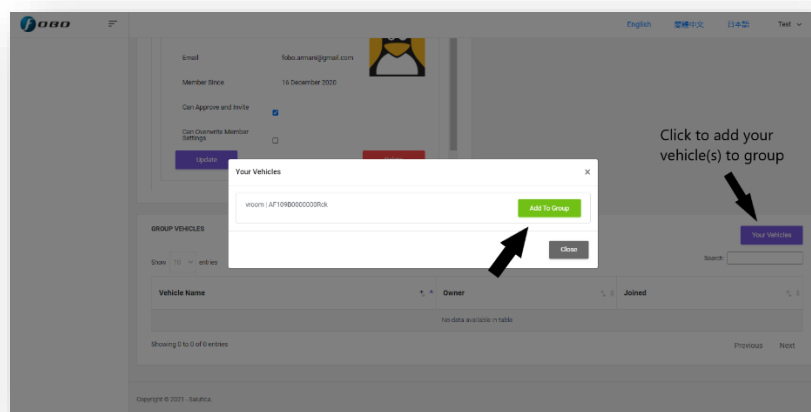 FOBO
English 繁體中文 日本語 Test
Email fobo.armani@gmail.com
Member Since 16 December 2020
Can Approve and Invite
Can Overwrite Member
Settings
Update
Click to add your
vehicle(s) to group
Your Vehicles ×
vroom | AF109B0000000Rck
Add To Group
Close
GROUP VEHICLES
Your Vehicles
Show 10 entries
Search:
Vehicle Name Owner Joined
No data available in table
Showing 0 to 0 of 0 entries
Previous Next
Copyright © 2021 - Salutica.